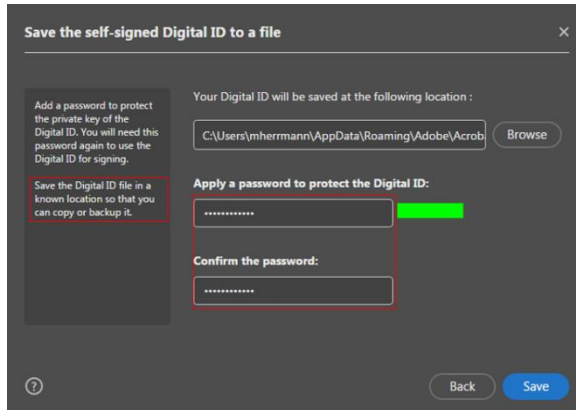 Save the self-signed Digital ID to a file
Add a password to protect
the private key of the
Digital ID. You will need this
password again to use the
Digital ID for signing.
Save the Digital ID file in a
known location so that you
can copy or backup it.
Your Digital ID will be saved at the following location :
C:\Users\mherrmann\AppData\Roaming\Adobe\Acroba
Browse
Apply a password to protect the Digital ID:
••••••••••••
Confirm the password:
••••••••••••
Back
Save